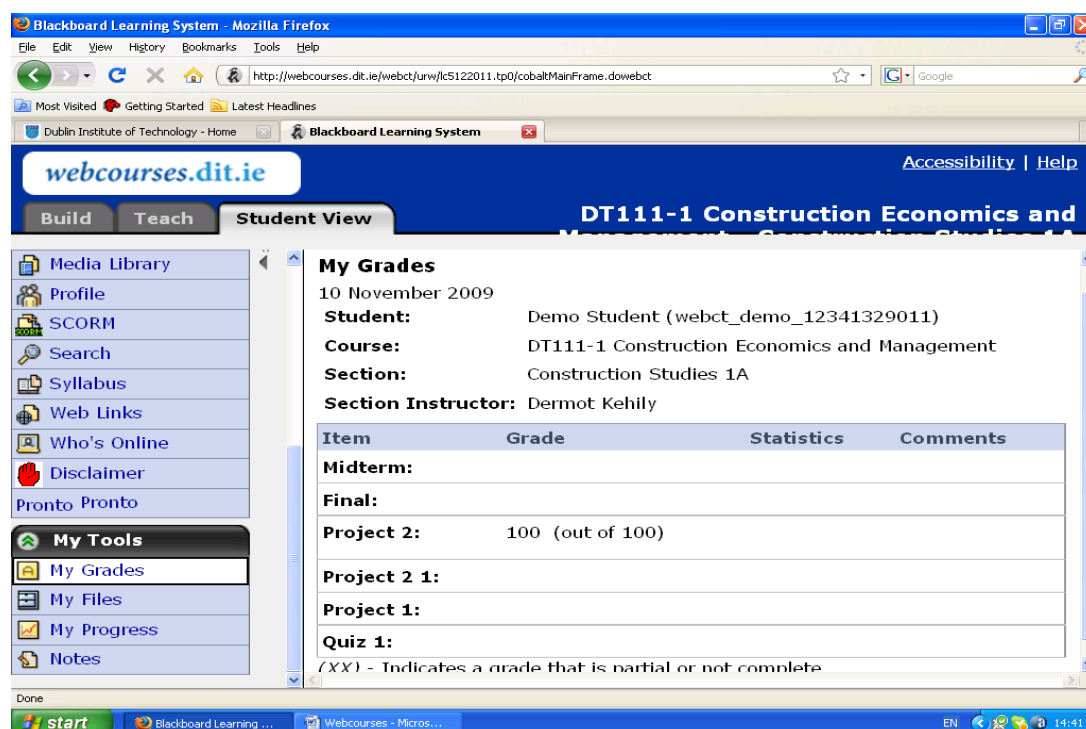 Blackboard Learning System - Mozilla Firefox
File Edit View History Bookmarks Tools Help
http://webcourses.dit.ie/webct/urw/lc5122011.tp0/cobaltMainFrame.dowebct
G Google
Most Visited Getting Started Latest Headlines
Dublin Institute of Technology - Home Blackboard Learning System
webcourses.dit.ie
Accessibility | Help
Build Teach Student View
DT111-1 Construction Economics and
Management - Construction Studies 1A
Media Library
Profile
SCORM
Search
Syllabus
Web Links
Who's Online
Disclaimer
Pronto Pronto
My Tools
My Grades
My Files
My Progress
Notes
My Grades
10 November 2009
Student: Demo Student (webct_demo_12341329011)
Course: DT111-1 Construction Economics and Management
Section: Construction Studies 1A
Section Instructor: Dermot Kehily
Item Grade Statistics Comments
Midterm:
Final:
Project 2: 100 (out of 100)
Project 2 1:
Project 1:
Quiz 1:
(XX) - Indicates a grade that is partial or not complete
Done
start Blackboard Learning ... Webcourses - Micros... EN 14:41